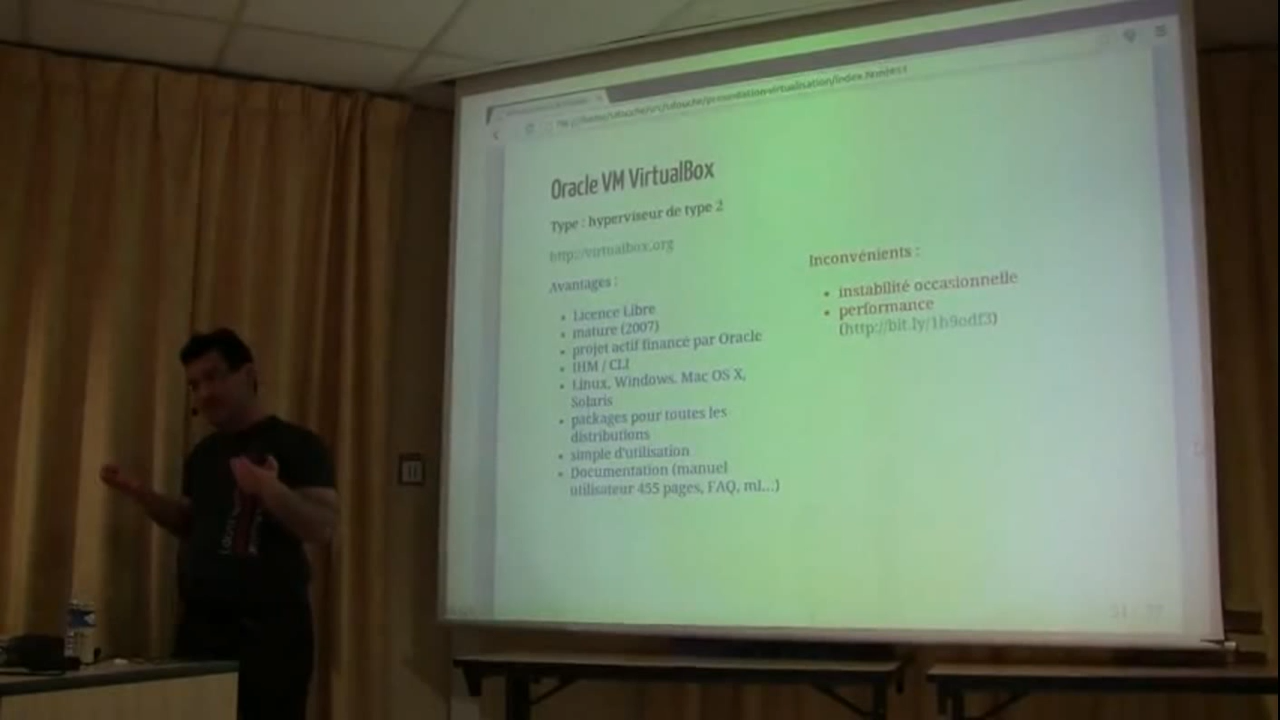 Oracle VM VirtualBox
Type : hyperviseur de type 2
http://virtualbox.org
Avantages :
• Licence Libre
• mature (2007)
• projet actif financé par Oracle
• IHM / CLI
• Linux, Windows, Mac OS X,
Solaris
• packages pour toutes les
distributions
• simple d'utilisation
• Documentation (manuel
utilisateur 455 pages, FAQ, ml...)
Inconvénients :
• instabilité occasionnelle
• performance
(http://bit.ly/1h9odf3)